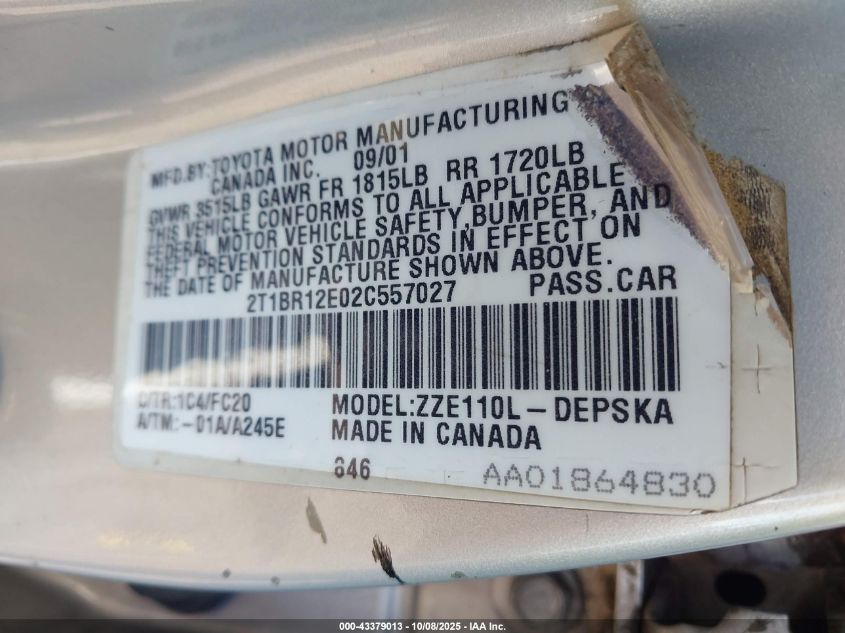 MFD.BY:TOYOTA MOTOR MANUFACTURING
CANADA INC. 09/01
GVWR 3515LB GAWR FR 1815LB RR 1720LB
THIS VEHICLE CONFORMS TO ALL APPLICABLE
FEDERAL MOTOR VEHICLE SAFETY,BUMPER, AND
THEFT PREVENTION STANDARDS IN EFFECT ON
THE DATE OF MANUFACTURE SHOWN ABOVE.
2T1BR12E02C557027 PASS.CAR
C/TR:1C4/FC20 MODEL:ZZE110L-DEPSKA
A/TM:-01A/A245E MADE IN CANADA
846 AA01864830
000-43379013 - 10/08/2025 - IAA Inc.